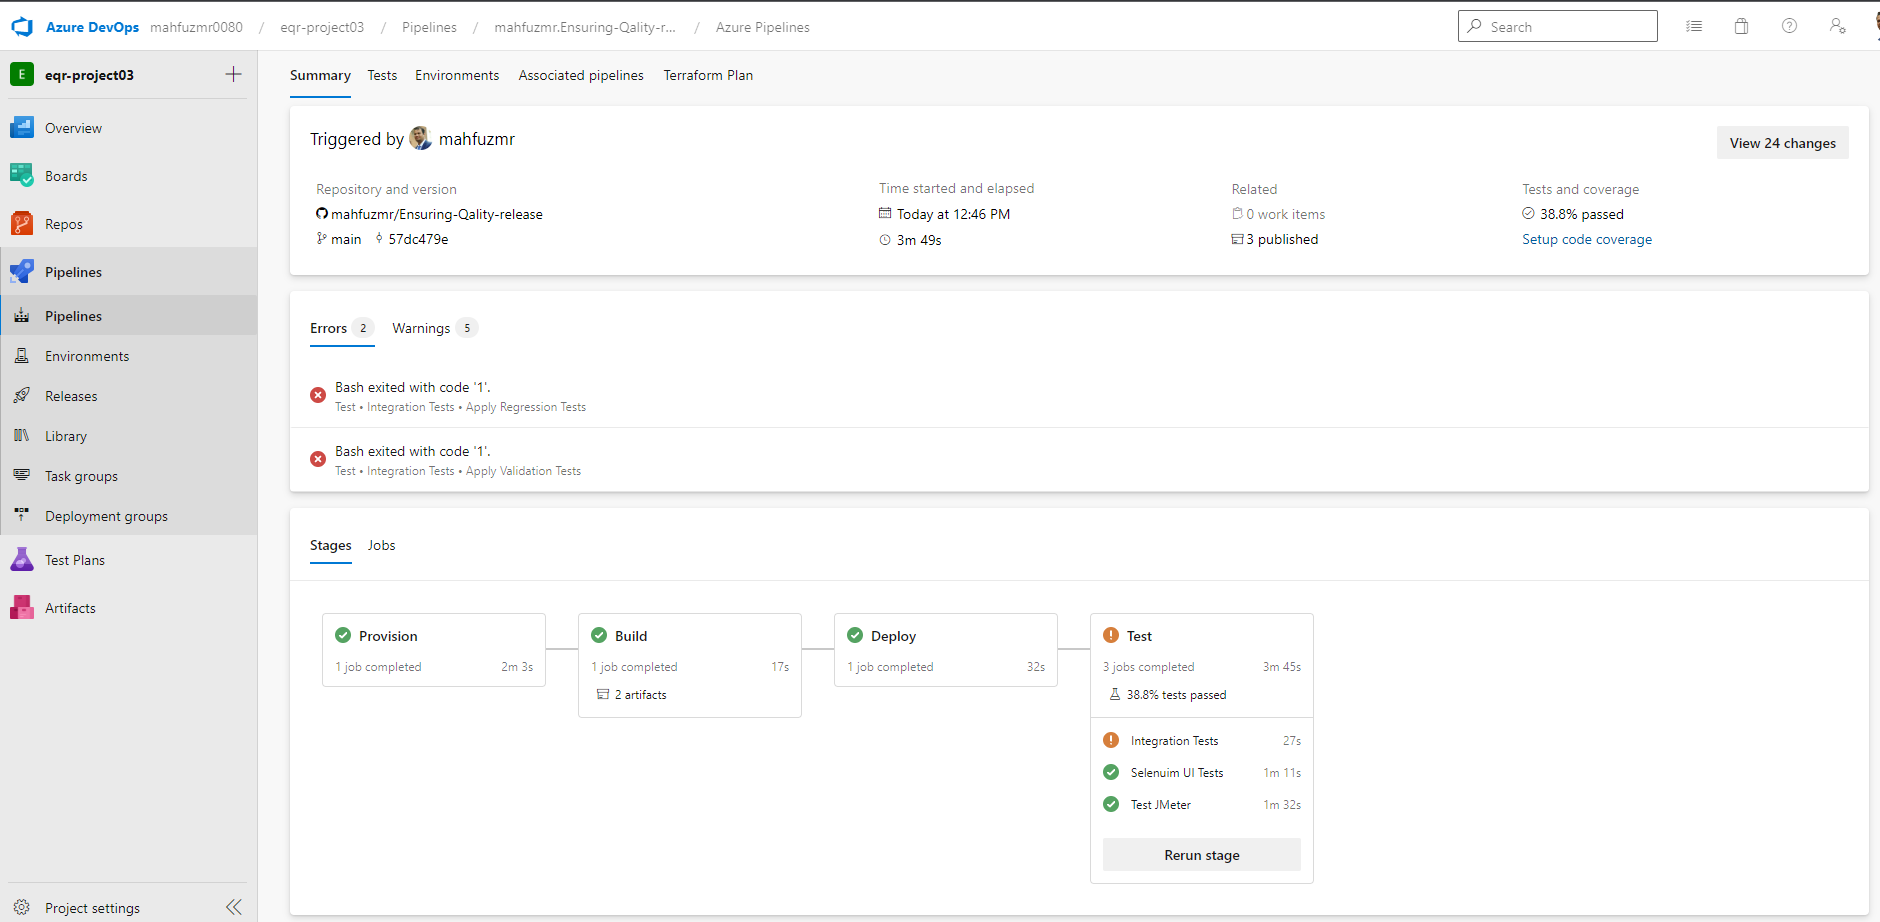 Azure DevOps mahfuzmr0080 / eqr-project03 / Pipelines / mahfuzmr.Ensuring-Qality-r... / Azure Pipelines
Search
E eqr-project03
Overview
Boards
Repos
Pipelines
Pipelines
Environments
Releases
Library
Task groups
Deployment groups
Test Plans
Artifacts
Project settings
Summary Tests Environments Associated pipelines Terraform Plan
Triggered by mahfuzmr
View 24 changes
Repository and version
mahfuzmr/Ensuring-Qality-release
main 57dc479e
Time started and elapsed
Today at 12:46 PM
3m 49s
Related
0 work items
3 published
Tests and coverage
38.8% passed
Setup code coverage
Errors 2 Warnings 5
Bash exited with code '1'.
Test • Integration Tests • Apply Regression Tests
Bash exited with code '1'.
Test • Integration Tests • Apply Validation Tests
Stages Jobs
Provision
1 job completed 2m 3s
Build
1 job completed 17s
2 artifacts
Deploy
1 job completed 32s
Test
3 jobs completed 3m 45s
38.8% tests passed
Integration Tests 27s
Selenuim UI Tests 1m 11s
Test JMeter 1m 32s
Rerun stage